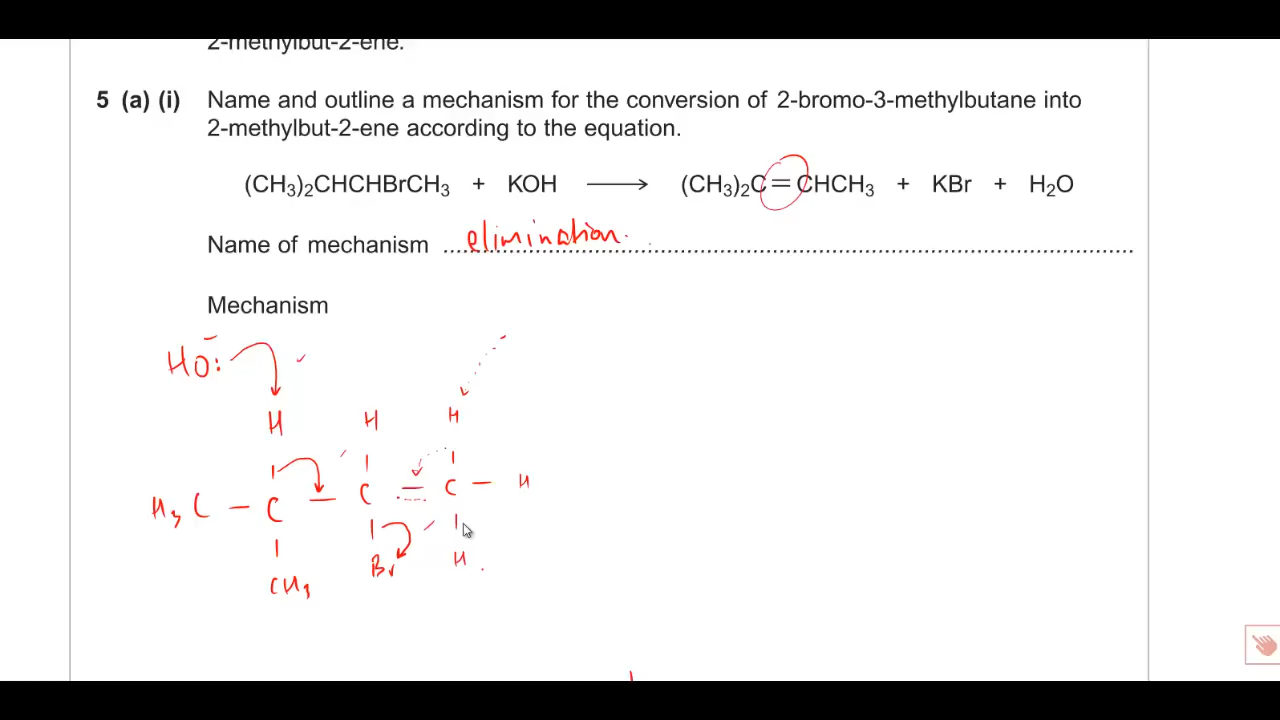 2-methylbut-2-ene.
5 (a) (i) Name and outline a mechanism for the conversion of 2-bromo-3-methylbutane into
2-methylbut-2-ene according to the equation.
(CH₃)₂CHCHBrCH₃ + KOH ⟶ (CH₃)₂C=CHCH₃ + KBr + H₂O
Name of mechanism elimination.
Mechanism
HO:⁻
H H H
H₃C – C – C – C – H
CH₃ Br H